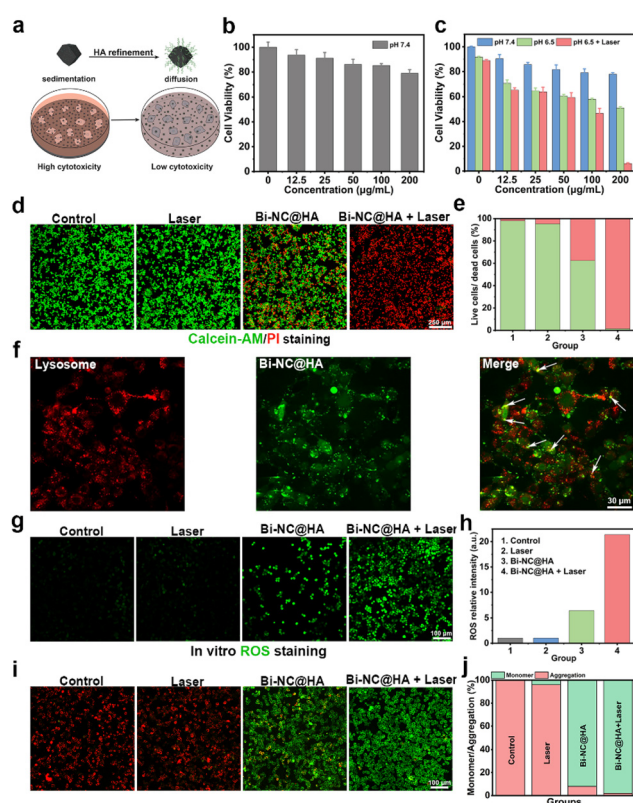 a
HA refinement
sedimentation
diffusion
High cytotoxicity
Low cytotoxicity
b
pH 7.4
Cell Viability (%)
100
80
60
40
20
0
0 12.5 25 50 100 200
Concentration (µg/mL)
c
pH 7.4 pH 6.5 pH 6.5 + Laser
Cell Viability (%)
100
80
60
40
20
0
0 12.5 25 50 100 200
Concentration (µg/mL)
d
Control Laser Bi-NC@HA Bi-NC@HA + Laser
250 µm
Calcein-AM/PI staining
e
Live cells/ dead cells (%)
100
80
60
40
20
0
1 2 3 4
Group
f
Lysosome
Bi-NC@HA
Merge
30 µm
g
Control Laser Bi-NC@HA Bi-NC@HA + Laser
100 µm
In vitro ROS staining
h
1. Control
2. Laser
3. Bi-NC@HA
4. Bi-NC@HA + Laser
ROS relative intensity (a.u.)
25
20
15
10
5
0
1 2 3 4
Group
i
Control Laser Bi-NC@HA Bi-NC@HA + Laser
100 µm
j
Monomer Aggregation
Monomer/Aggregation (%)
100
80
60
40
20
0
Control
Laser
Bi-NC@HA
Bi-NC@HA+Laser
Groups